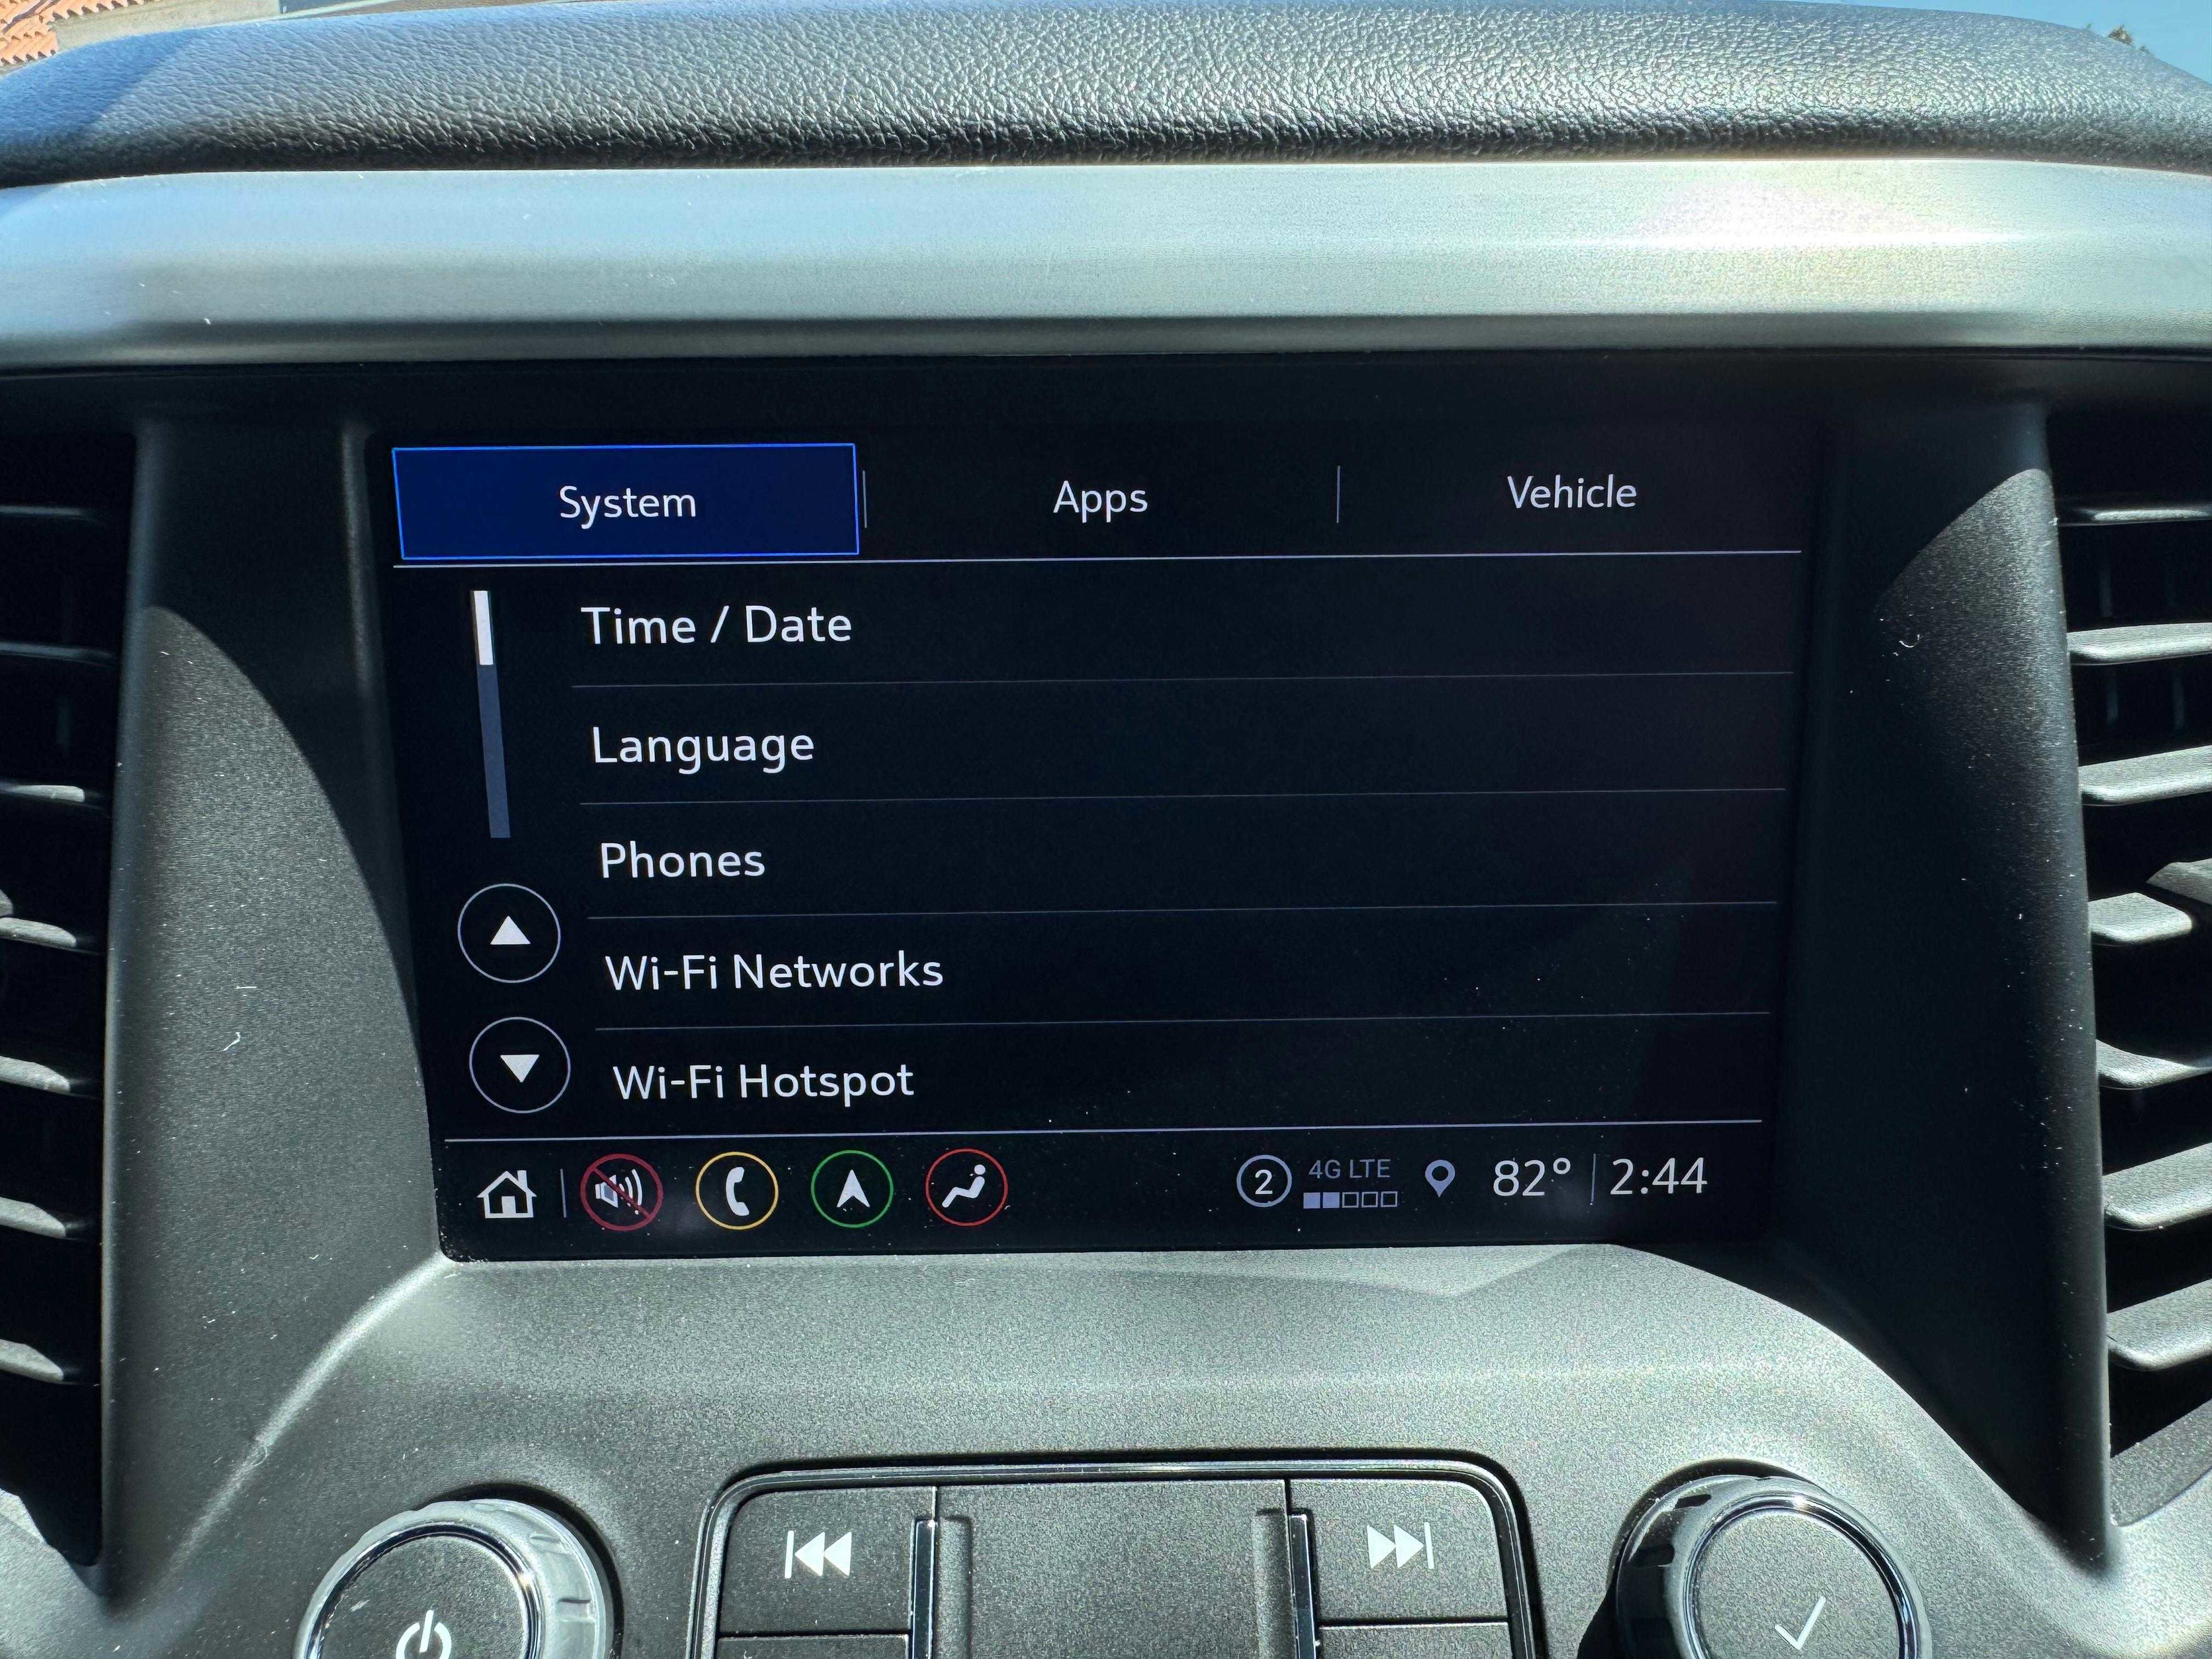 System Apps Vehicle
Time / Date
Language
Phones
Wi-Fi Networks
Wi-Fi Hotspot
2 4G LTE 82° 2:44